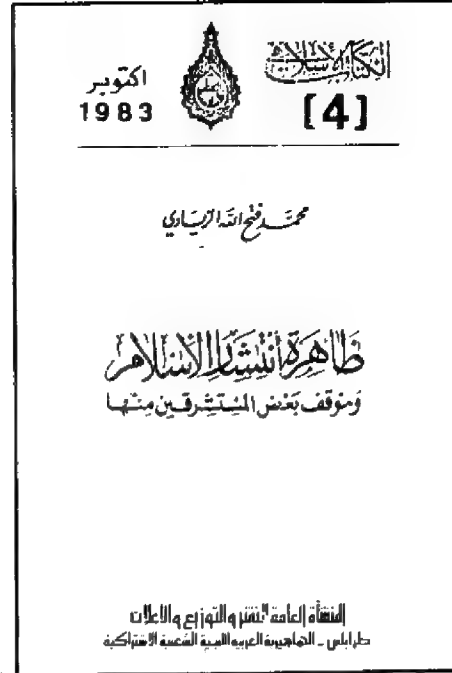 الكتاب الإسلامي
[4]
اكتوبر
1983
محمد فتح الله الزيادي
ظاهرة انتشار الإسلام
وموقف بعض المستشرقين منها
المنشأة العامة للنشر والتوزيع والإعلان
طرابلس - الجماهيرية العربية الليبية الشعبية الاشتراكية